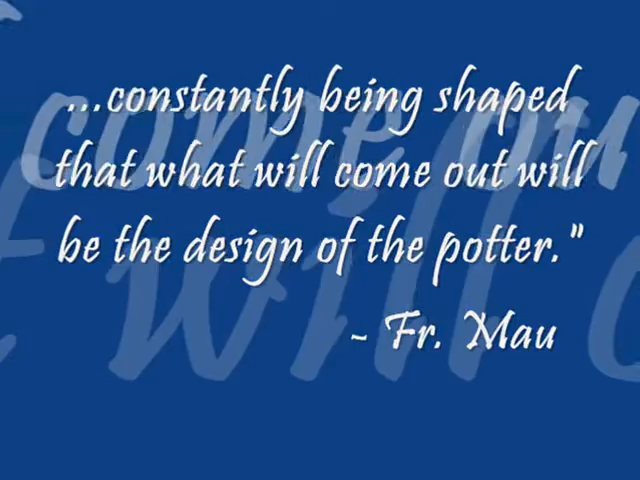 ...constantly being shaped
that what will come out will
be the design of the potter."
- Fr. Mau